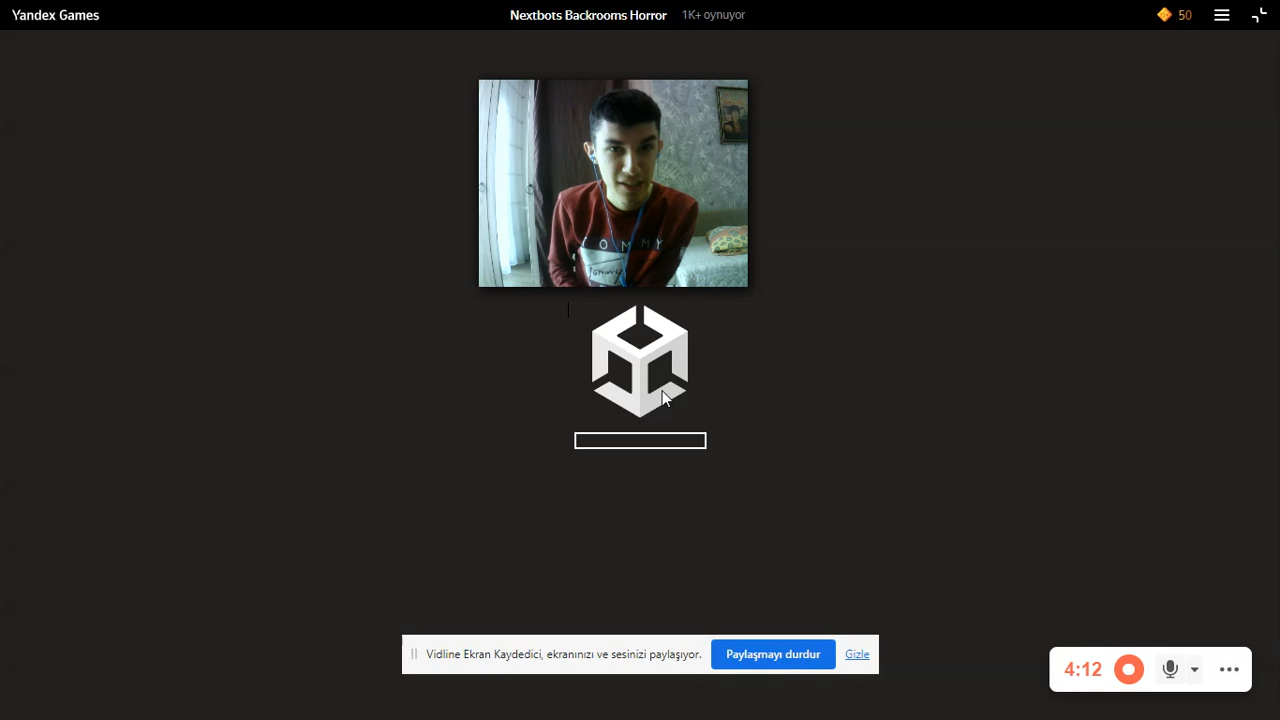 Yandex Games
Nextbots Backrooms Horror 1K+ oynuyor
50
TOMMY
Tommy
Vidline Ekran Kaydedici, ekranınızı ve sesinizi paylaşıyor. Paylaşmayı durdur Gizle
4:12